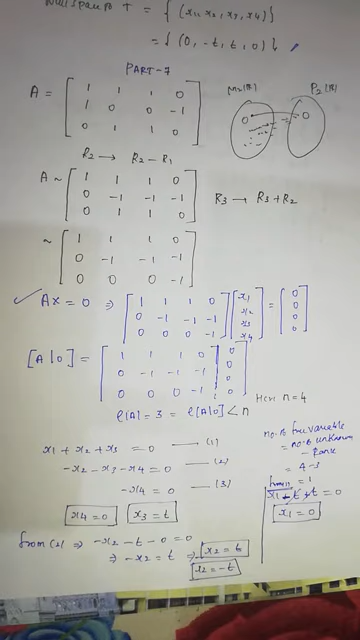 Nullspace of T = { (x1, x2, x3, x4) }
= { (0, -t, t, 0) }
PART-7
M2(R) P2(R)
A = [ 1 1 1 0
1 0 0 -1
0 1 1 0 ]
0 0
R2 → R2 - R1
A ~ [ 1 1 1 0
0 -1 -1 -1
0 1 1 0 ] R3 → R3 + R2
~ [ 1 1 1 0
0 -1 -1 -1
0 0 0 -1 ]
✓ AX = 0 ⇒ [ 1 1 1 0
0 -1 -1 -1
0 0 0 -1 ] [ x1
x2
x3
x4 ] = [ 0
0
0
0 ]
[A|0] = [ 1 1 1 0 | 0
0 -1 -1 -1 | 0
0 0 0 -1 | 0
0 ]
Here n = 4
ρ(A) = 3 = ρ[A|0] < n
x1 + x2 + x3 = 0 —(1)
-x2 - x3 - x4 = 0 —(2)
-x4 = 0 —(3)
x4 = 0 x3 = t
from (2) ⇒ -x2 - t - 0 = 0
⇒ -x2 = t ⇒ x2 = t
x2 = -t
no. of free variable
= no. of unknown
- rank
= 4 - 3
= 1
from (1)
x1 - t + t = 0
x1 = 0